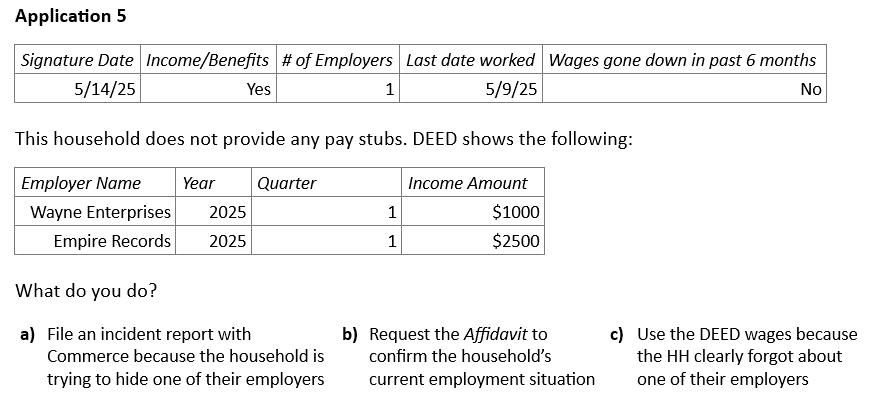 Application 5
Signature Date Income/Benefits # of Employers Last date worked Wages gone down in past 6 months
5/14/25 Yes 1 5/9/25 No
This household does not provide any pay stubs. DEED shows the following:
Employer Name Year Quarter Income Amount
Wayne Enterprises 2025 1 $1000
Empire Records 2025 1 $2500
What do you do?
a) File an incident report with
Commerce because the household is
trying to hide one of their employers
b) Request the Affidavit to
confirm the household’s
current employment situation
c) Use the DEED wages because
the HH clearly forgot about
one of their employers